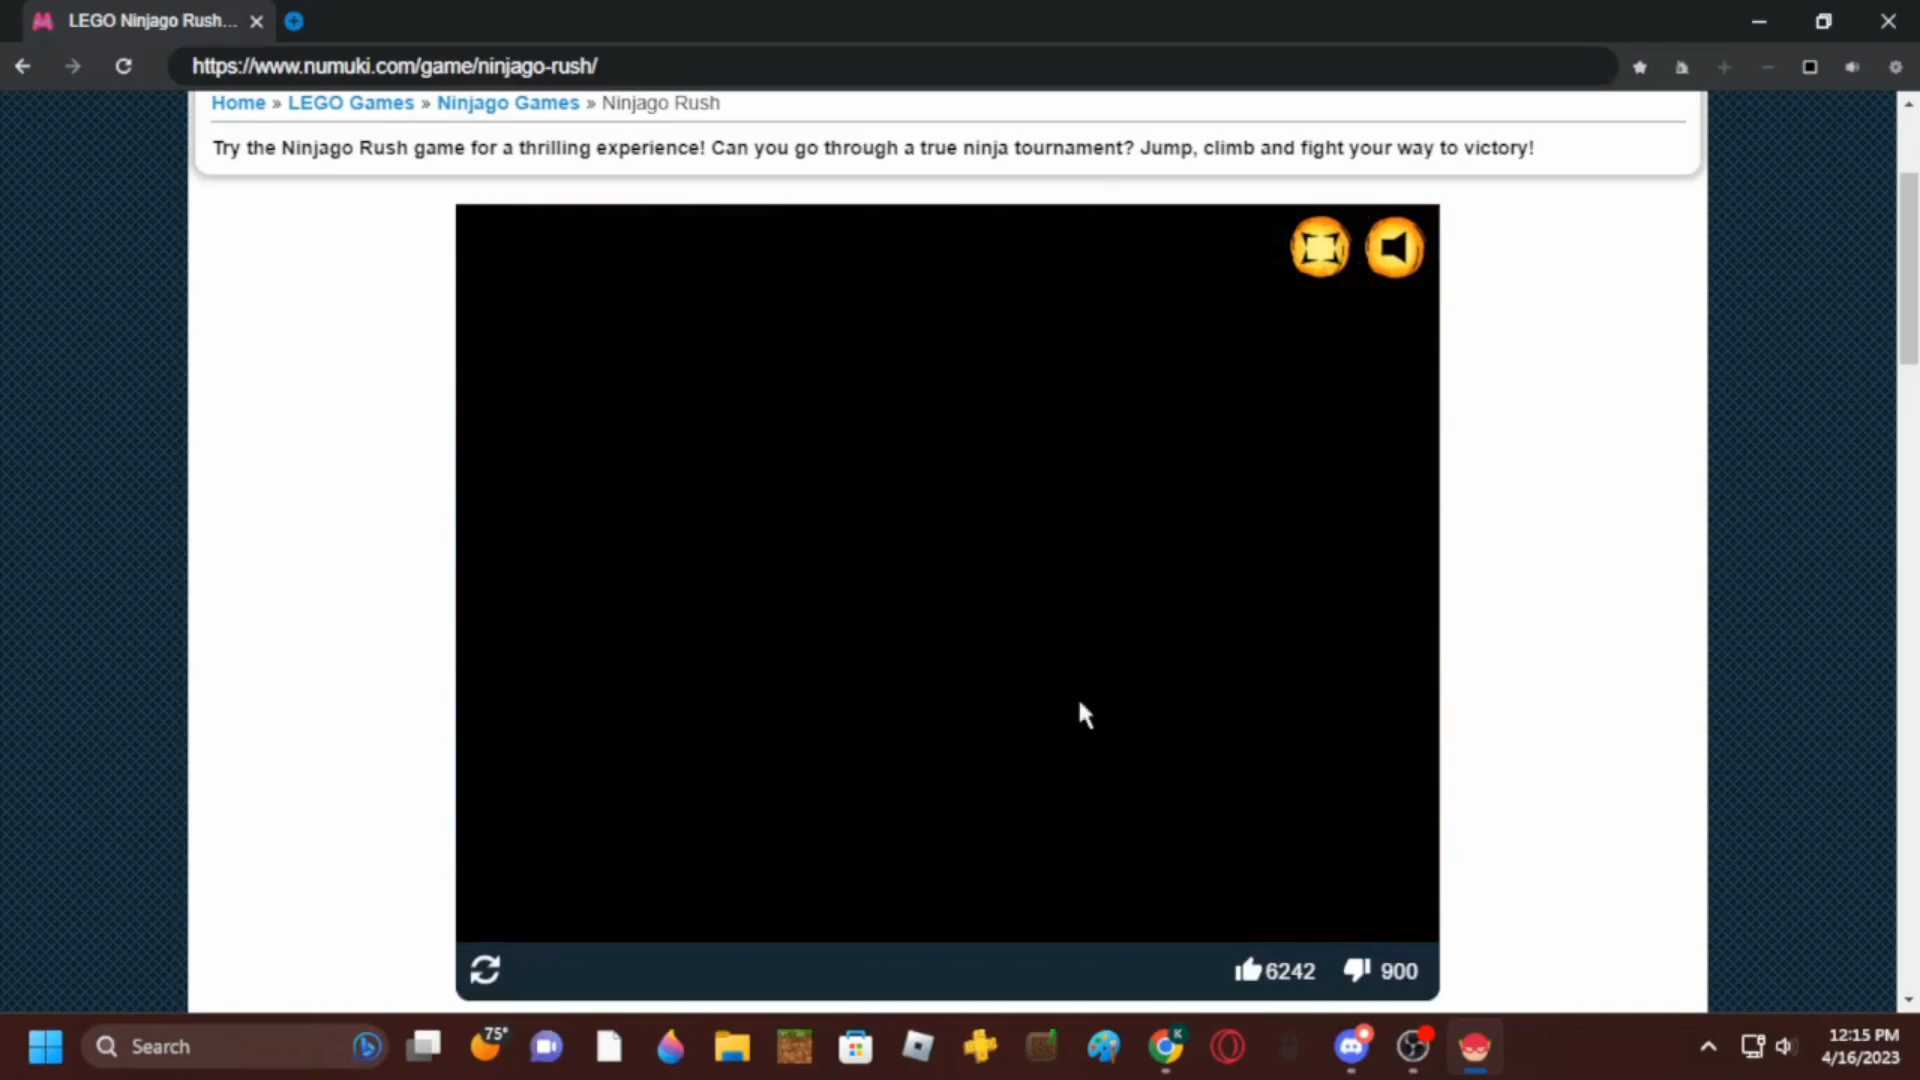 LEGO Ninjago Rush...
https://www.numuki.com/game/ninjago-rush/
Home » LEGO Games » Ninjago Games » Ninjago Rush
Try the Ninjago Rush game for a thrilling experience! Can you go through a true ninja tournament? Jump, climb and fight your way to victory!
6242 900
Search
75°
K
12:15 PM
4/16/2023